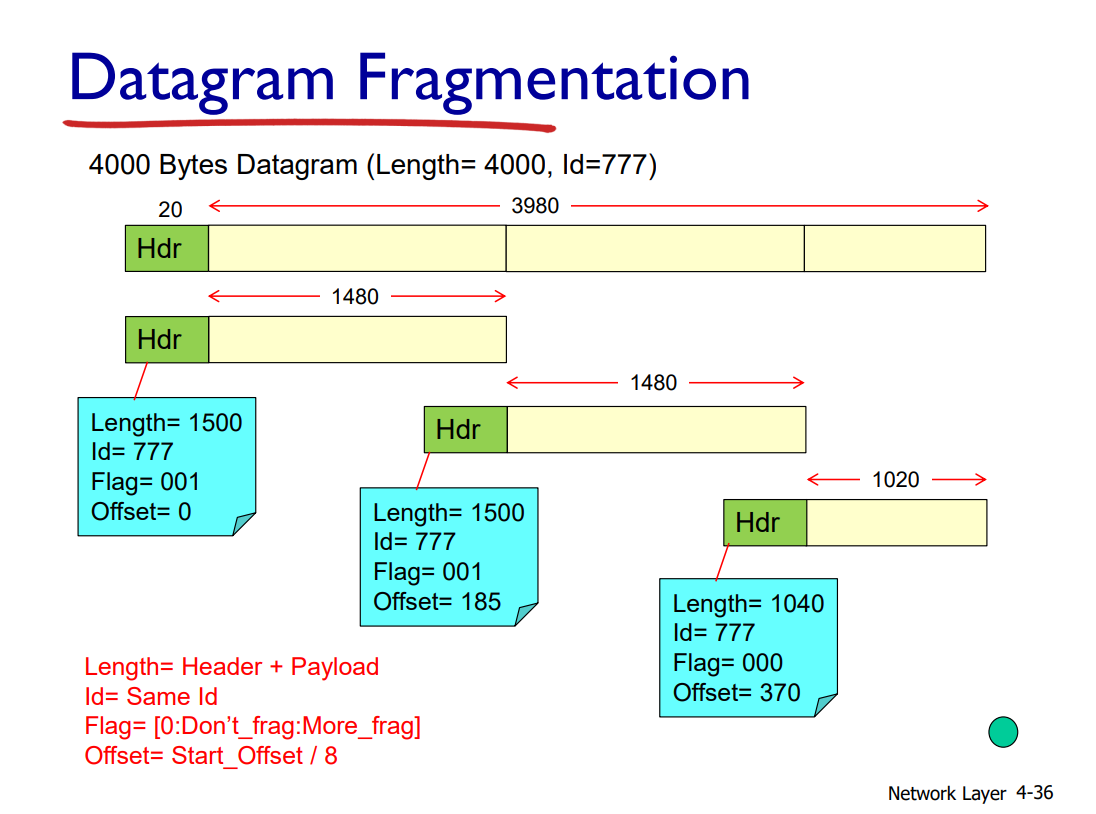 Datagram Fragmentation
4000 Bytes Datagram (Length= 4000, Id=777)
20
3980
Hdr
1480
Hdr
1480
Length= 1500
Id= 777
Flag= 001
Offset= 0
Hdr
1020
Length= 1500
Id= 777
Flag= 001
Offset= 185
Hdr
Length= 1040
Id= 777
Flag= 000
Offset= 370
Length= Header + Payload
Id= Same Id
Flag= [0:Don’t_frag:More_frag]
Offset= Start_Offset / 8
Network Layer 4-36